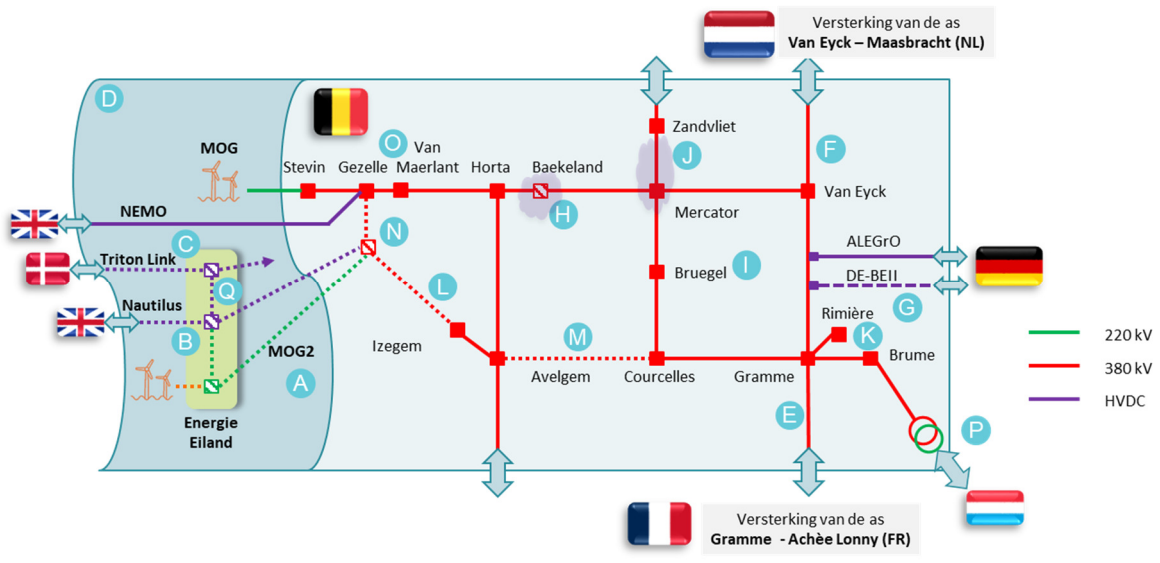 Versterking van de as
Van Eyck – Maasbracht (NL)
D
MOG
O
Van
Stevin
Gezelle
Maerlant
Horta
Baekeland
Zandvliet
J
F
H
Mercator
Van Eyck
NEMO
C
N
Triton Link
Q
Nautilus
B
L
Bruegel
I
ALEGrO
DE-BEII
G
Rimière
K
MOG2
A
Izegem
M
Brume
Avelgem
Courcelles
Gramme
Energie
Eiland
E
P
220 kV
380 kV
HVDC
Versterking van de as
Gramme - Achèe Lonny (FR)